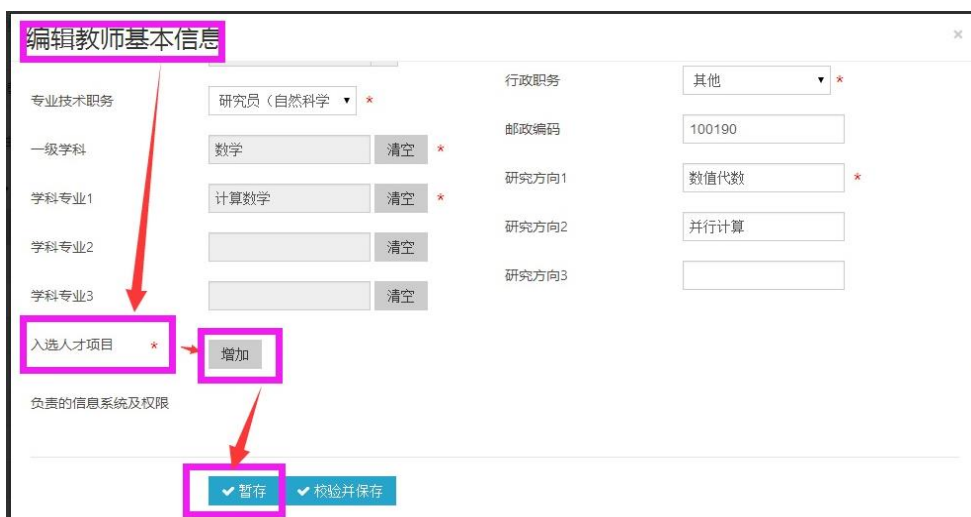 编辑教师基本信息
×
专业技术职务 研究员（自然科学 ▼ *
一级学科 数学 清空 *
学科专业1 计算数学 清空 *
学科专业2 清空
学科专业3 清空
入选人才项目 * 增加
负责的信息系统及权限
行政职务 其他 ▼ *
邮政编码 100190
研究方向1 数值代数 *
研究方向2 并行计算
研究方向3
✔ 暂存 ✔ 校验并保存